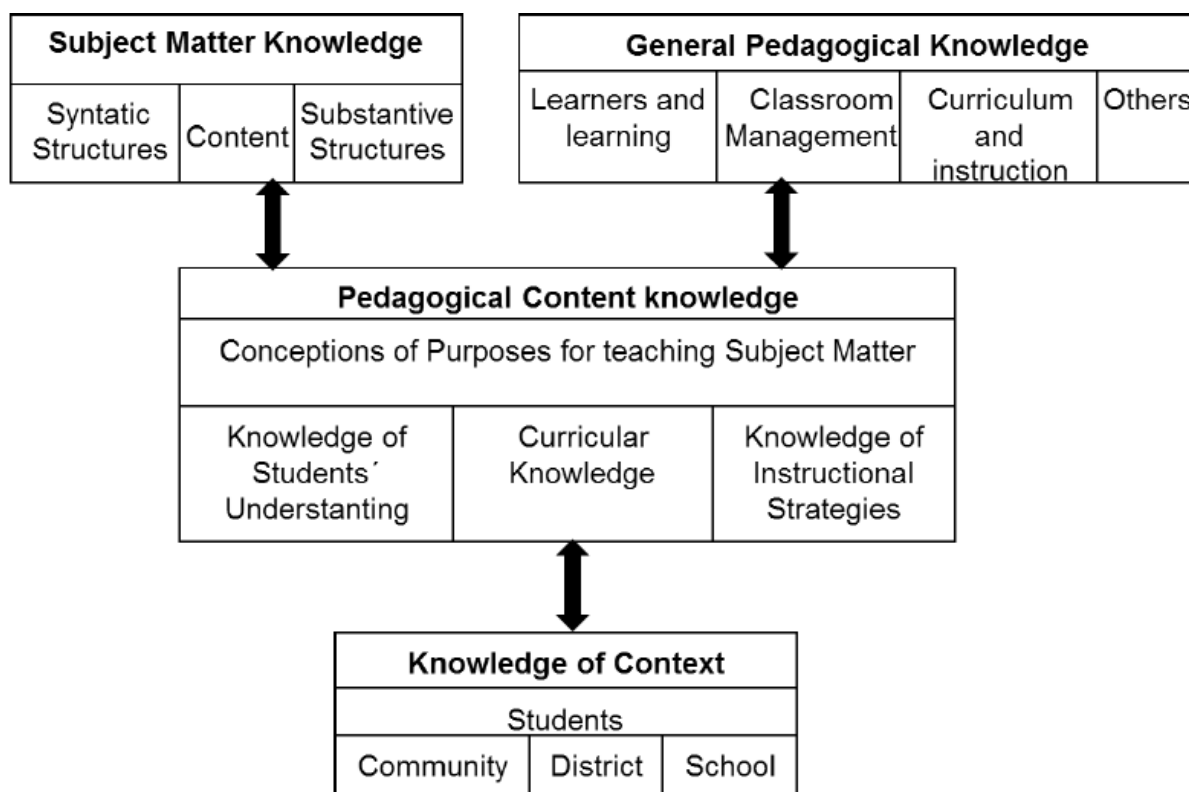 Subject Matter Knowledge
Syntatic
Structures
Content
Substantive
Structures
General Pedagogical Knowledge
Learners and
learning
Classroom
Management
Curriculum
and
instruction
Others
Pedagogical Content knowledge
Conceptions of Purposes for teaching Subject Matter
Knowledge of
Students´
Understanting
Curricular
Knowledge
Knowledge of
Instructional
Strategies
Knowledge of Context
Students
Community
District
School